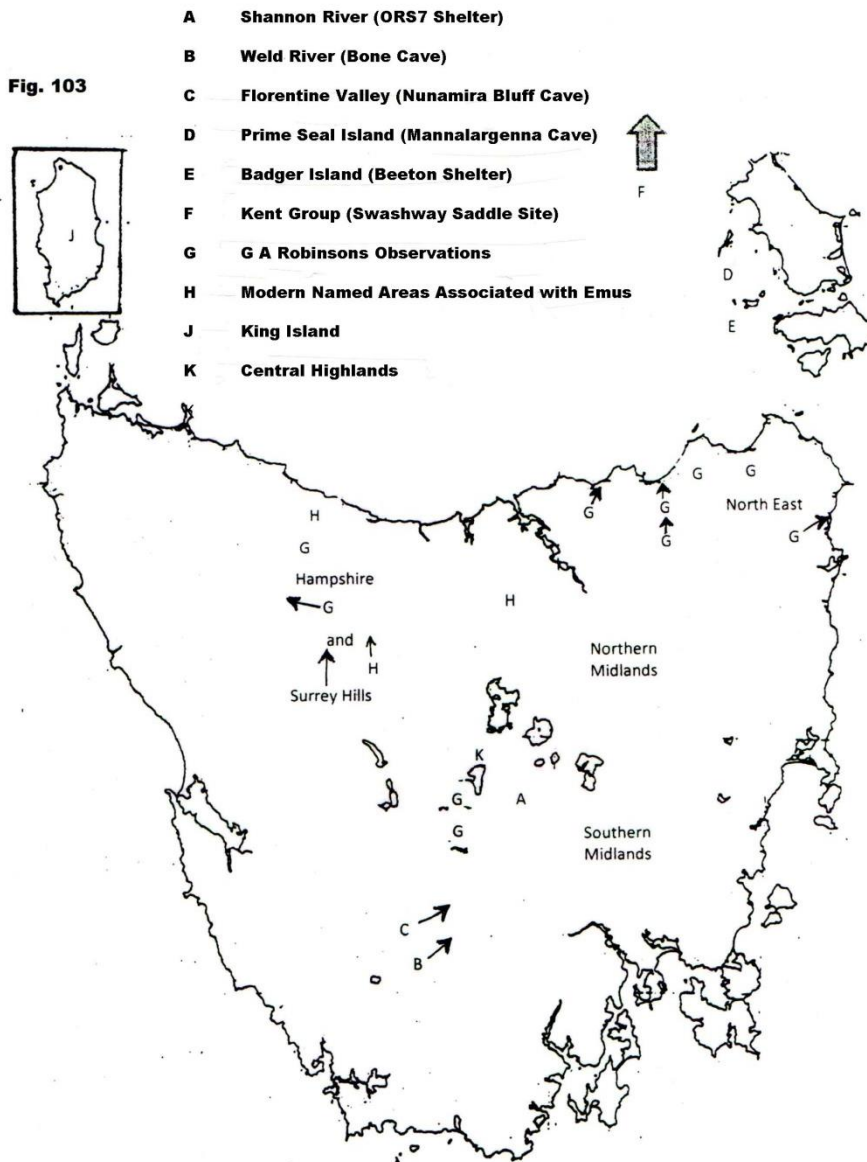 A Shannon River (ORS7 Shelter)
B Weld River (Bone Cave)
Fig. 103
C Florentine Valley (Nunamira Bluff Cave)
D Prime Seal Island (Mannalargenna Cave)
E Badger Island (Beeton Shelter)
F Kent Group (Swashway Saddle Site)
G G A Robinsons Observations
H Modern Named Areas Associated with Emus
J King Island
K Central Highlands
F
J
D
E
G G
H
G
North East
G
G
G
G
Hampshire
G
H
and
H
Northern
Midlands
Surrey Hills
K
G
A
G
Southern
Midlands
C
B